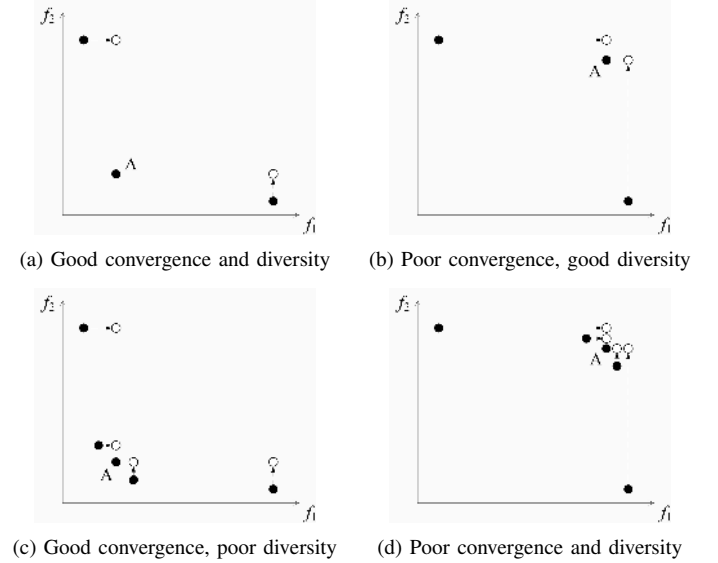 f₂
A
f₁
f₂
A
f₁
(a) Good convergence and diversity
(b) Poor convergence, good diversity
f₂
A
f₁
f₂
A
f₁
(c) Good convergence, poor diversity
(d) Poor convergence and diversity